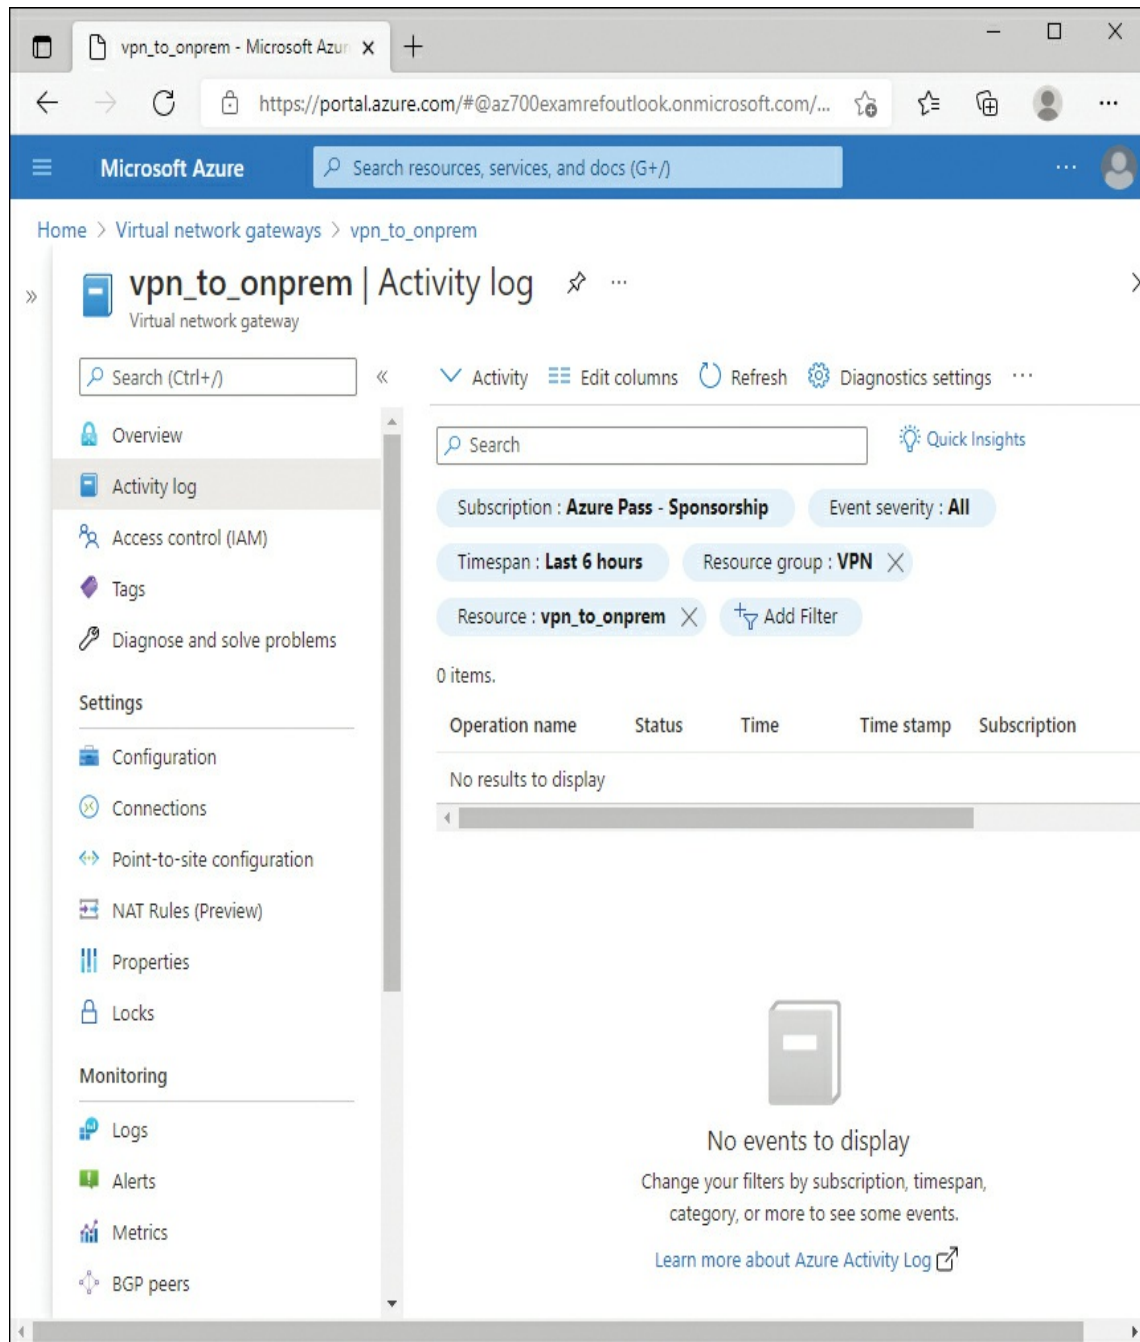 vpn_to_onprem - Microsoft Azur
https://portal.azure.com/#@az700examrefoutlook.onmicrosoft.com/...
Microsoft Azure
Search resources, services, and docs (G+/)
Home > Virtual network gateways > vpn_to_onprem
vpn_to_onprem | Activity log
Virtual network gateway
Search (Ctrl+/)
Overview
Activity log
Access control (IAM)
Tags
Diagnose and solve problems
Settings
Configuration
Connections
Point-to-site configuration
NAT Rules (Preview)
Properties
Locks
Monitoring
Logs
Alerts
Metrics
BGP peers
Activity Edit columns Refresh Diagnostics settings ...
Search Quick Insights
Subscription : Azure Pass - Sponsorship Event severity : All
Timespan : Last 6 hours Resource group : VPN
Resource : vpn_to_onprem Add Filter
0 items.
Operation name Status Time Time stamp Subscription
No results to display
No events to display
Change your filters by subscription, timespan,
category, or more to see some events.
Learn more about Azure Activity Log